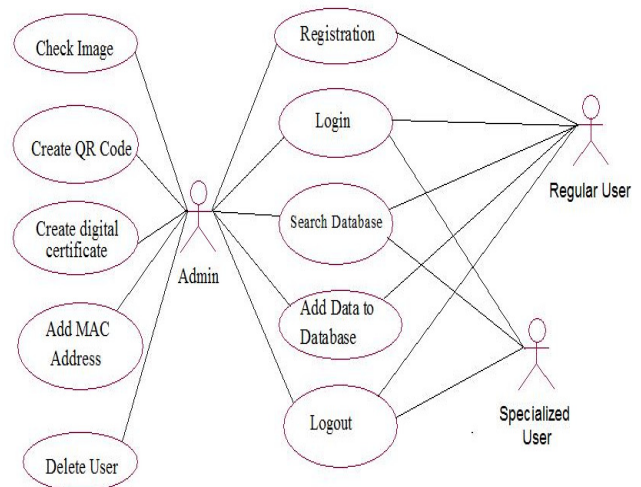 Check Image
Registration
Create QR Code
Login
Regular User
Create digital
certificate
Search Database
Admin
Add MAC
Address
Add Data to
Database
Specialized
User
Logout
Delete User